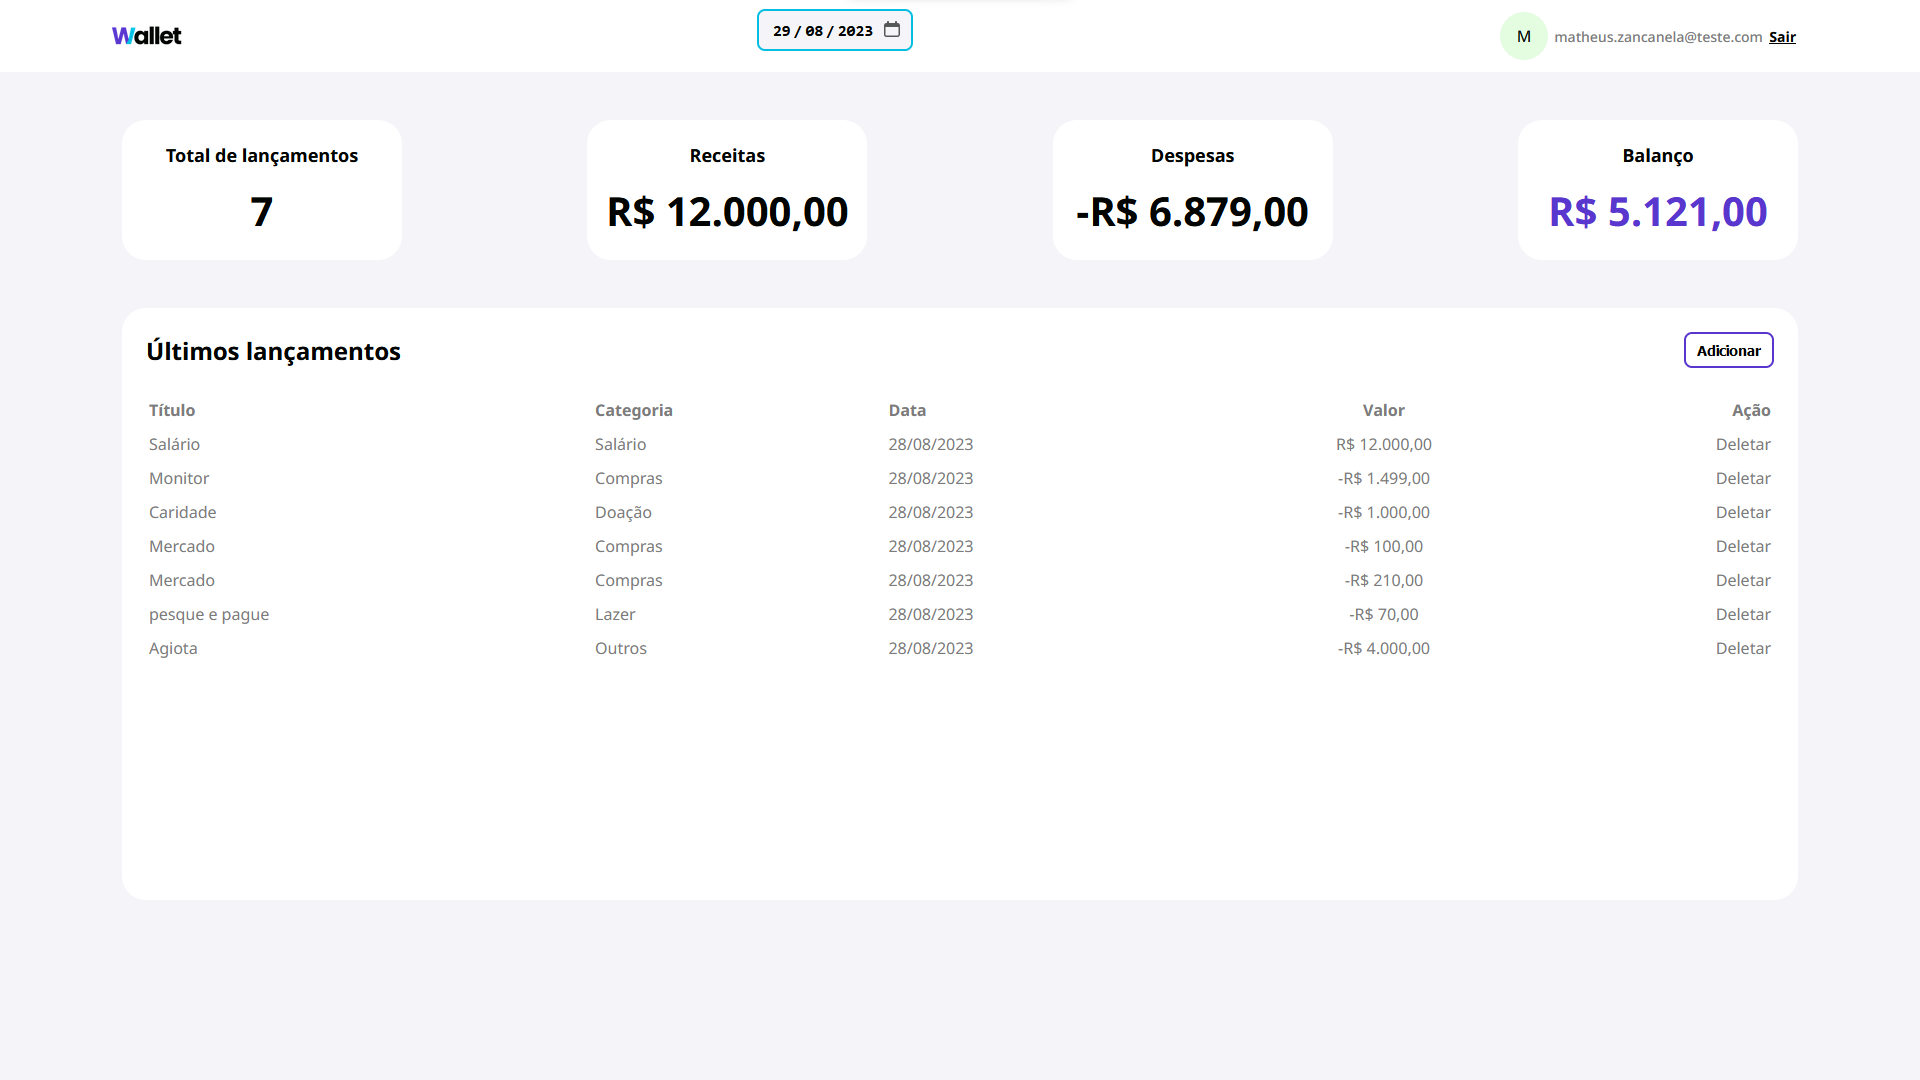 Wallet
29 / 08 / 2023
M matheus.zancanela@teste.com Sair
Total de lançamentos
7
Receitas
R$ 12.000,00
Despesas
-R$ 6.879,00
Balanço
R$ 5.121,00
Últimos lançamentos
Adicionar
Título Categoria Data Valor Ação
Salário Salário 28/08/2023 R$ 12.000,00 Deletar
Monitor Compras 28/08/2023 -R$ 1.499,00 Deletar
Caridade Doação 28/08/2023 -R$ 1.000,00 Deletar
Mercado Compras 28/08/2023 -R$ 100,00 Deletar
Mercado Compras 28/08/2023 -R$ 210,00 Deletar
pesque e pague Lazer 28/08/2023 -R$ 70,00 Deletar
Agiota Outros 28/08/2023 -R$ 4.000,00 Deletar